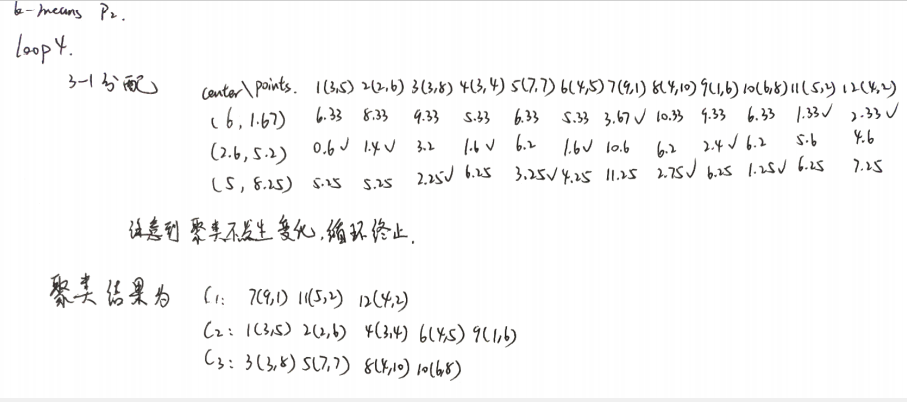 k-means P2.
loop 4.
3-1 分配 center\points. 1(3,5) 2(2,6) 3(3,8) 4(3,4) 5(7,7) 6(4,5) 7(9,1) 8(4,10) 9(1,6) 10(6,8) 11(5,2) 12(4,2)
(6, 1.67) 6.33 8.33 9.33 5.33 6.33 5.33 3.67✓ 10.33 9.33 6.33 1.33✓ 2.33✓
(2.6, 5.2) 0.6✓ 1.4✓ 3.2 1.6✓ 6.2 1.6✓ 10.6 6.2 2.4✓ 6.2 5.6 4.6
(5, 8.25) 5.25 5.25 2.25✓ 6.25 3.25✓ 4.25 11.25 2.75✓ 6.25 1.25✓ 6.25 7.25
注意到 聚类不发生变化,循环终止.
聚类结果为 C1: 7(9,1) 11(5,2) 12(4,2)
C2: 1(3,5) 2(2,6) 4(3,4) 6(4,5) 9(1,6)
C3: 3(3,8) 5(7,7) 8(4,10) 10(6,8)